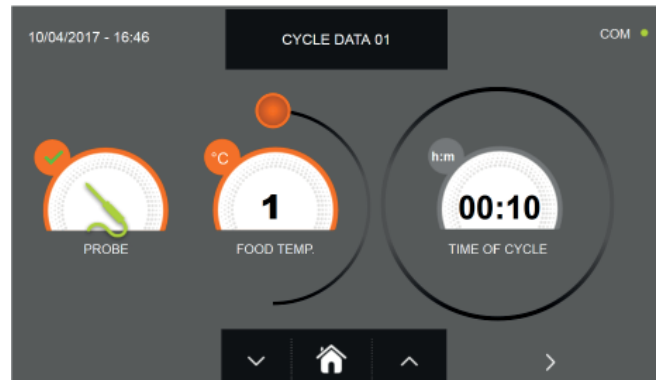 10/04/2017 - 16:46
CYCLE DATA 01
COM
°C
h:m
1
00:10
PROBE
FOOD TEMP.
TIME OF CYCLE